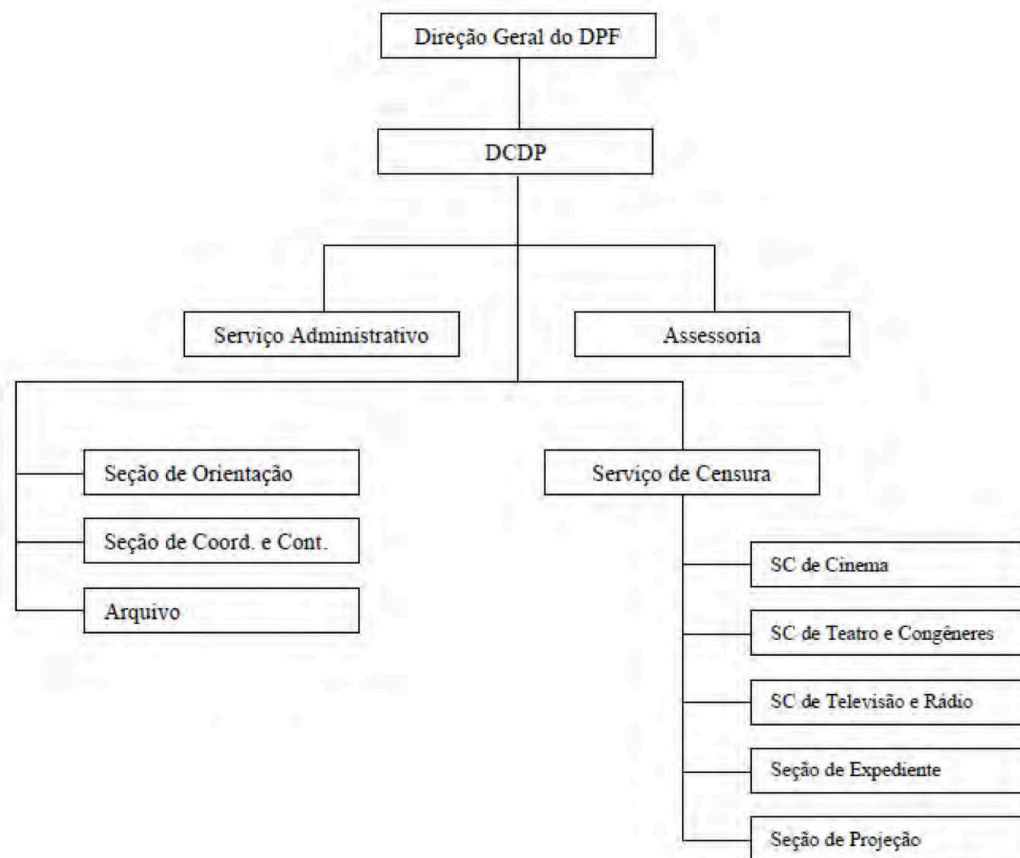 Direção Geral do DPF
DCDP
Serviço Administrativo
Assessoria
Seção de Orientação
Serviço de Censura
Seção de Coord. e Cont.
Arquivo
SC de Cinema
SC de Teatro e Congêneres
SC de Televisão e Rádio
Seção de Expediente
Seção de Projeção